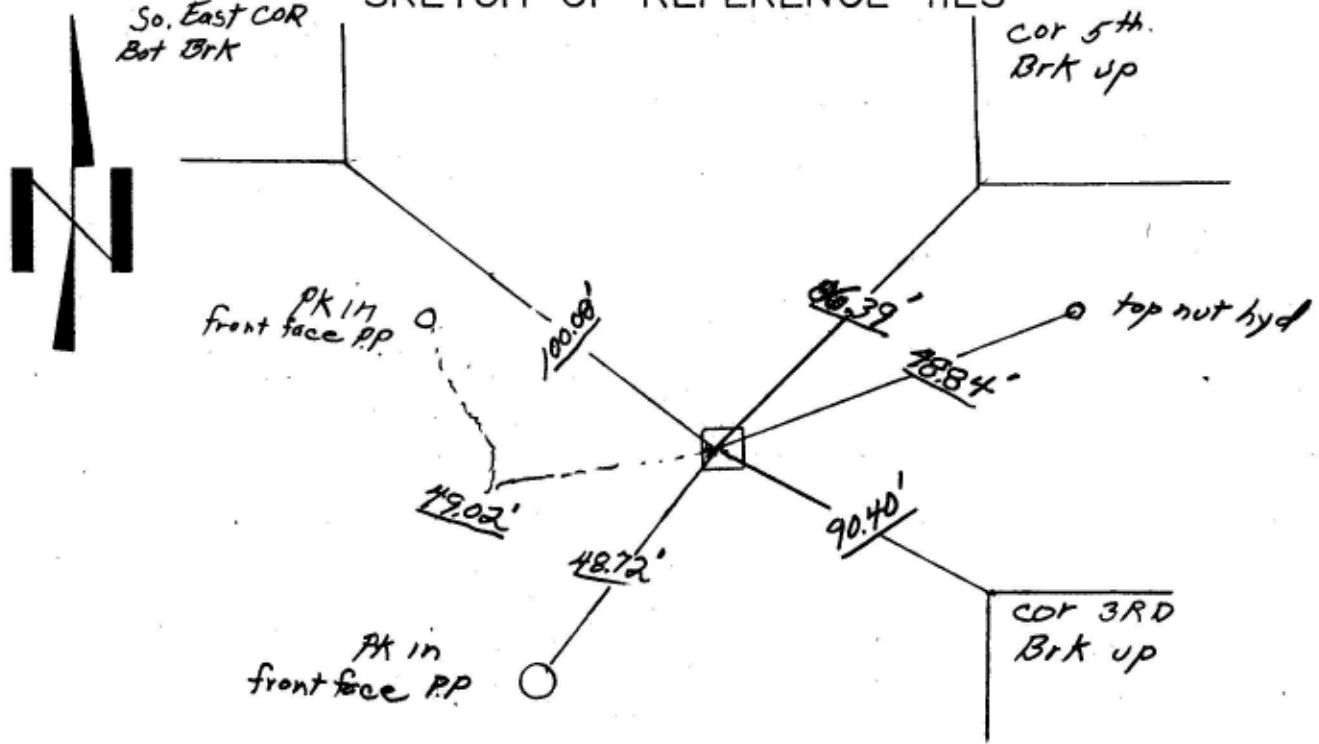 SKETCH OF REFERENCE TIES
So. East COR
Bot Brk
cor 5th.
Brk up
N
PK in
front face P.P.
100.08'
86.39'
top nut hyd
48.84'
49.02'
90.40'
48.72'
cor 3RD
Brk up
PK in
front face P.P.